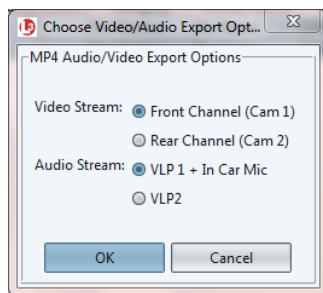 Choose Video/Audio Export Opt...
MP4 Audio/Video Export Options
Video Stream: Front Channel (Cam 1)
Rear Channel (Cam 2)
Audio Stream: VLP 1 + In Car Mic
VLP2
OK Cancel